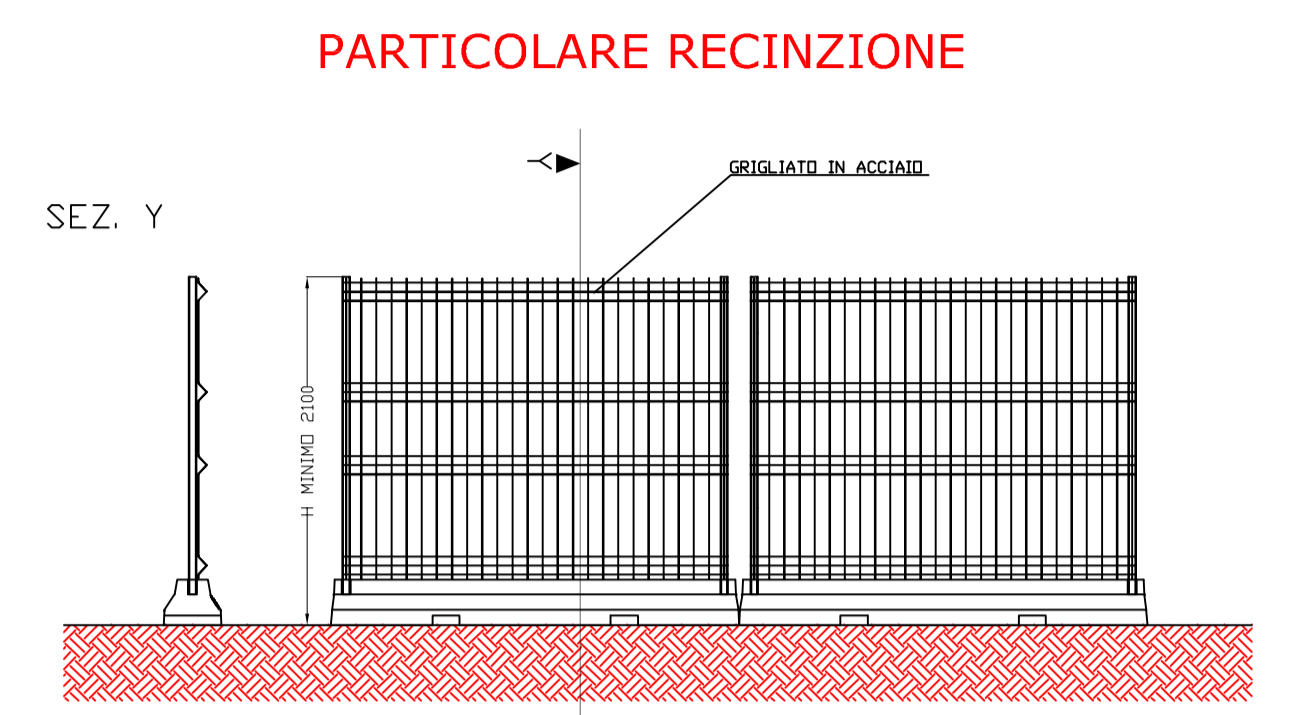 PARTICOLARE RECINZIONE
Y
GRIGLIATO IN ACCIAIO
SEZ. Y
H MINIMO 2100